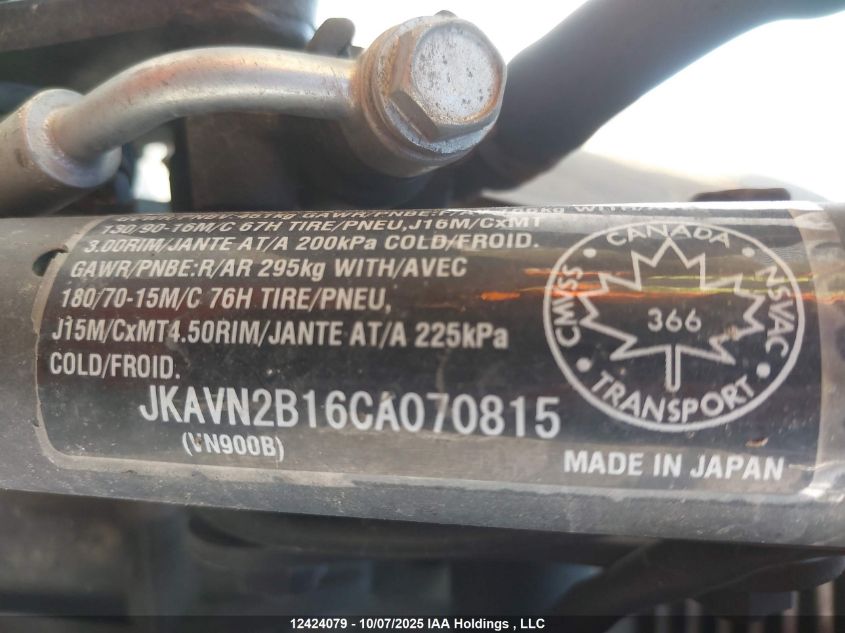 130/90-16M/C 67H TIRE/PNEU,J16M/CxMT
3.00RIM/JANTE AT/A 200kPa COLD/FROID.
GAWR/PNBE:R/AR 295kg WITH/AVEC
180/70-15M/C 76H TIRE/PNEU,
J15M/CxMT4.50RIM/JANTE AT/A 225kPa
COLD/FROID.
JKAVN2B16CA070815
(VN900B)
CANADA
CMVSS
NSVAC
366
TRANSPORT
MADE IN JAPAN
12424079 - 10/07/2025 IAA Holdings , LLC